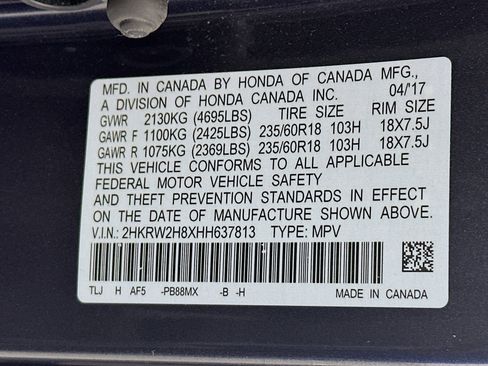 MFD. IN CANADA BY HONDA OF CANADA MFG.,
A DIVISION OF HONDA CANADA INC. 04/'17
GVWR 2130KG (4695LBS) TIRE SIZE RIM SIZE
GAWR F 1100KG (2425LBS) 235/60R18 103H 18X7.5J
GAWR R 1075KG (2369LBS) 235/60R18 103H 18X7.5J
THIS VEHICLE CONFORMS TO ALL APPLICABLE
FEDERAL MOTOR VEHICLE SAFETY
AND THEFT PREVENTION STANDARDS IN EFFECT
ON THE DATE OF MANUFACTURE SHOWN ABOVE.
V.I.N.: 2HKRW2H8XHH637813 TYPE: MPV
TLJ H AF5 -PB88MX -B -H MADE IN CANADA